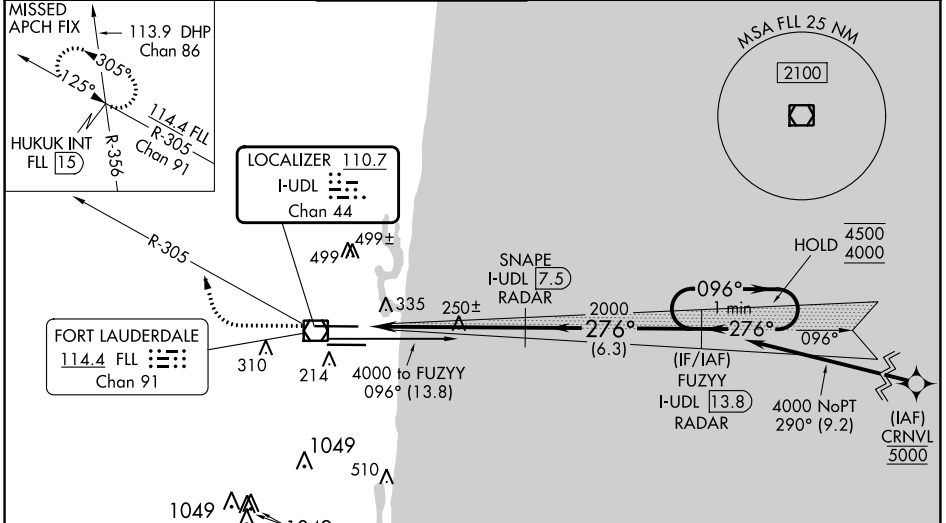 MISSED
APCH FIX
113.9 DHP
Chan 86
305°
125°
114.4 FLL
R-305
Chan 91
HUKUK INT
FLL 15
R-356
MSA FLL 25 NM
2100
LOCALIZER 110.7
I-UDL
Chan 44
R-305
499
499±
335
250±
SNAPE
I-UDL 7.5
RADAR
HOLD
4500
4000
096°
1 min
2000
276°
(6.3)
276°
096°
FORT LAUDERDALE
114.4 FLL
Chan 91
310
214
4000 to FUZYY
096° (13.8)
(IF/IAF)
FUZYY
I-UDL 13.8
RADAR
4000 NoPT
290° (9.2)
(IAF)
CRNVL
5000
1049
510
1049